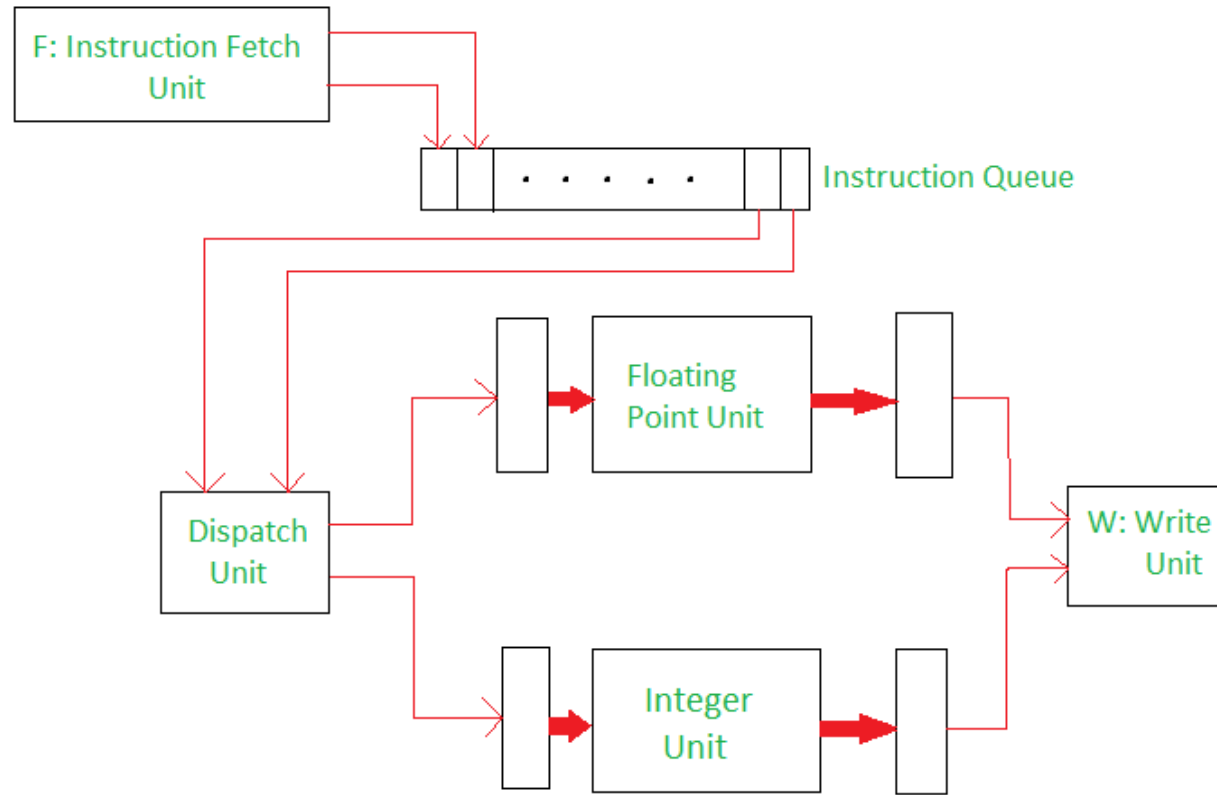 F: Instruction Fetch
Unit
Instruction Queue
Floating
Point Unit
Dispatch
Unit
W: Write
Unit
Integer
Unit